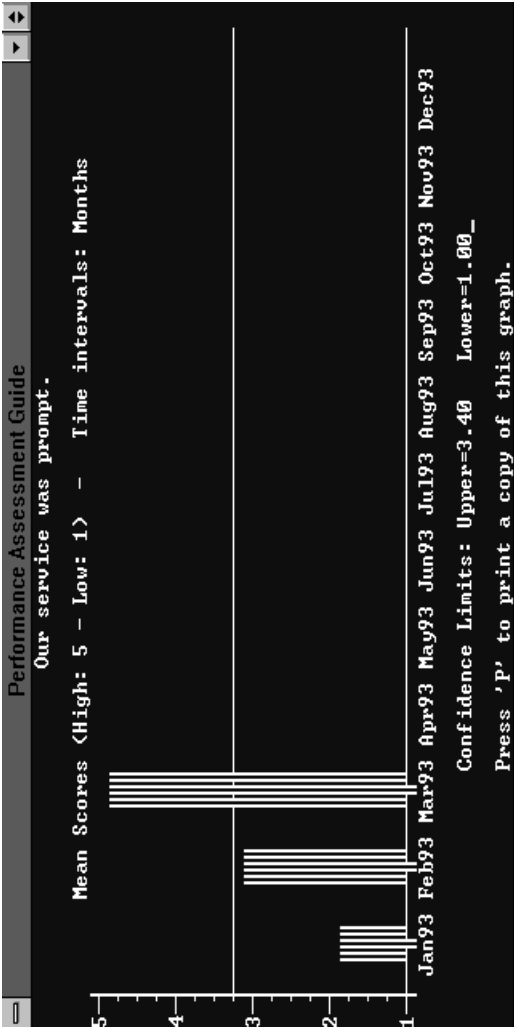 Performance Assessment Guide
Our service was prompt.
Mean Scores (High: 5 - Low: 1) - Time intervals: Months
5
4
3
2
1
Jan93 Feb93 Mar93 Apr93 May93 Jun93 Jul93 Aug93 Sep93 Oct93 Nov93 Dec93
Confidence Limits: Upper=3.40 Lower=1.00_
Press 'P' to print a copy of this graph.